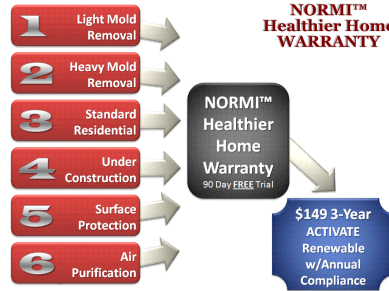 NORMI™
Healthier Home
WARRANTY
1
Light Mold
Removal
2
Heavy Mold
Removal
3
Standard
Residential
4
Under
Construction
5
Surface
Protection
6
Air
Purification
NORMI™
Healthier
Home
Warranty
90 Day FREE Trial
$149 3-Year
ACTIVATE
Renewable
w/Annual
Compliance